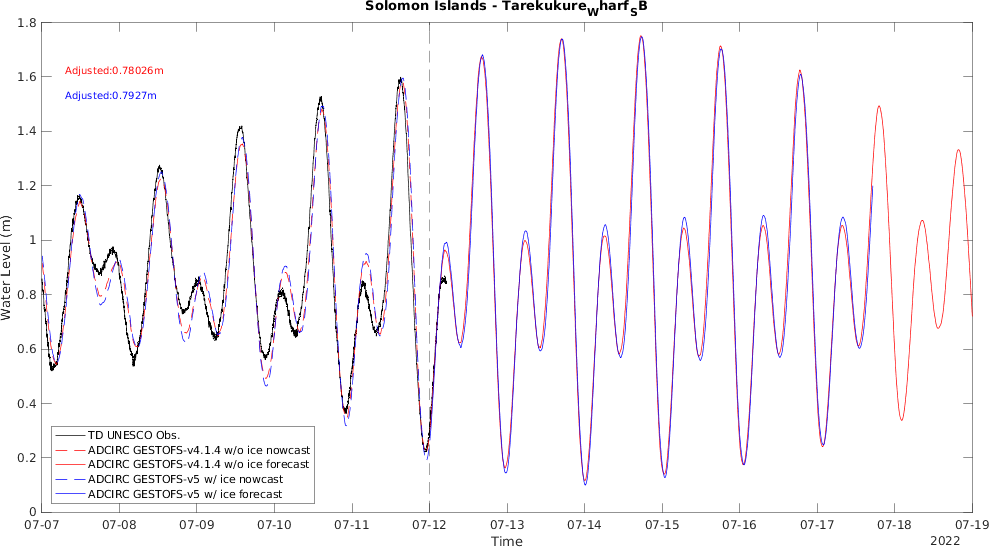 Solomon Islands - TarekukureWharfSB
Adjusted:0.78026m
Adjusted:0.7927m
Water Level (m)
1.8
1.6
1.4
1.2
1
0.8
0.6
0.4
0.2
0
TD UNESCO Obs.
ADCIRC GESTOFS-v4.1.4 w/o ice nowcast
ADCIRC GESTOFS-v4.1.4 w/o ice forecast
ADCIRC GESTOFS-v5 w/ ice nowcast
ADCIRC GESTOFS-v5 w/ ice forecast
07-07 07-08 07-09 07-10 07-11 07-12 07-13 07-14 07-15 07-16 07-17 07-18 07-19
Time
2022